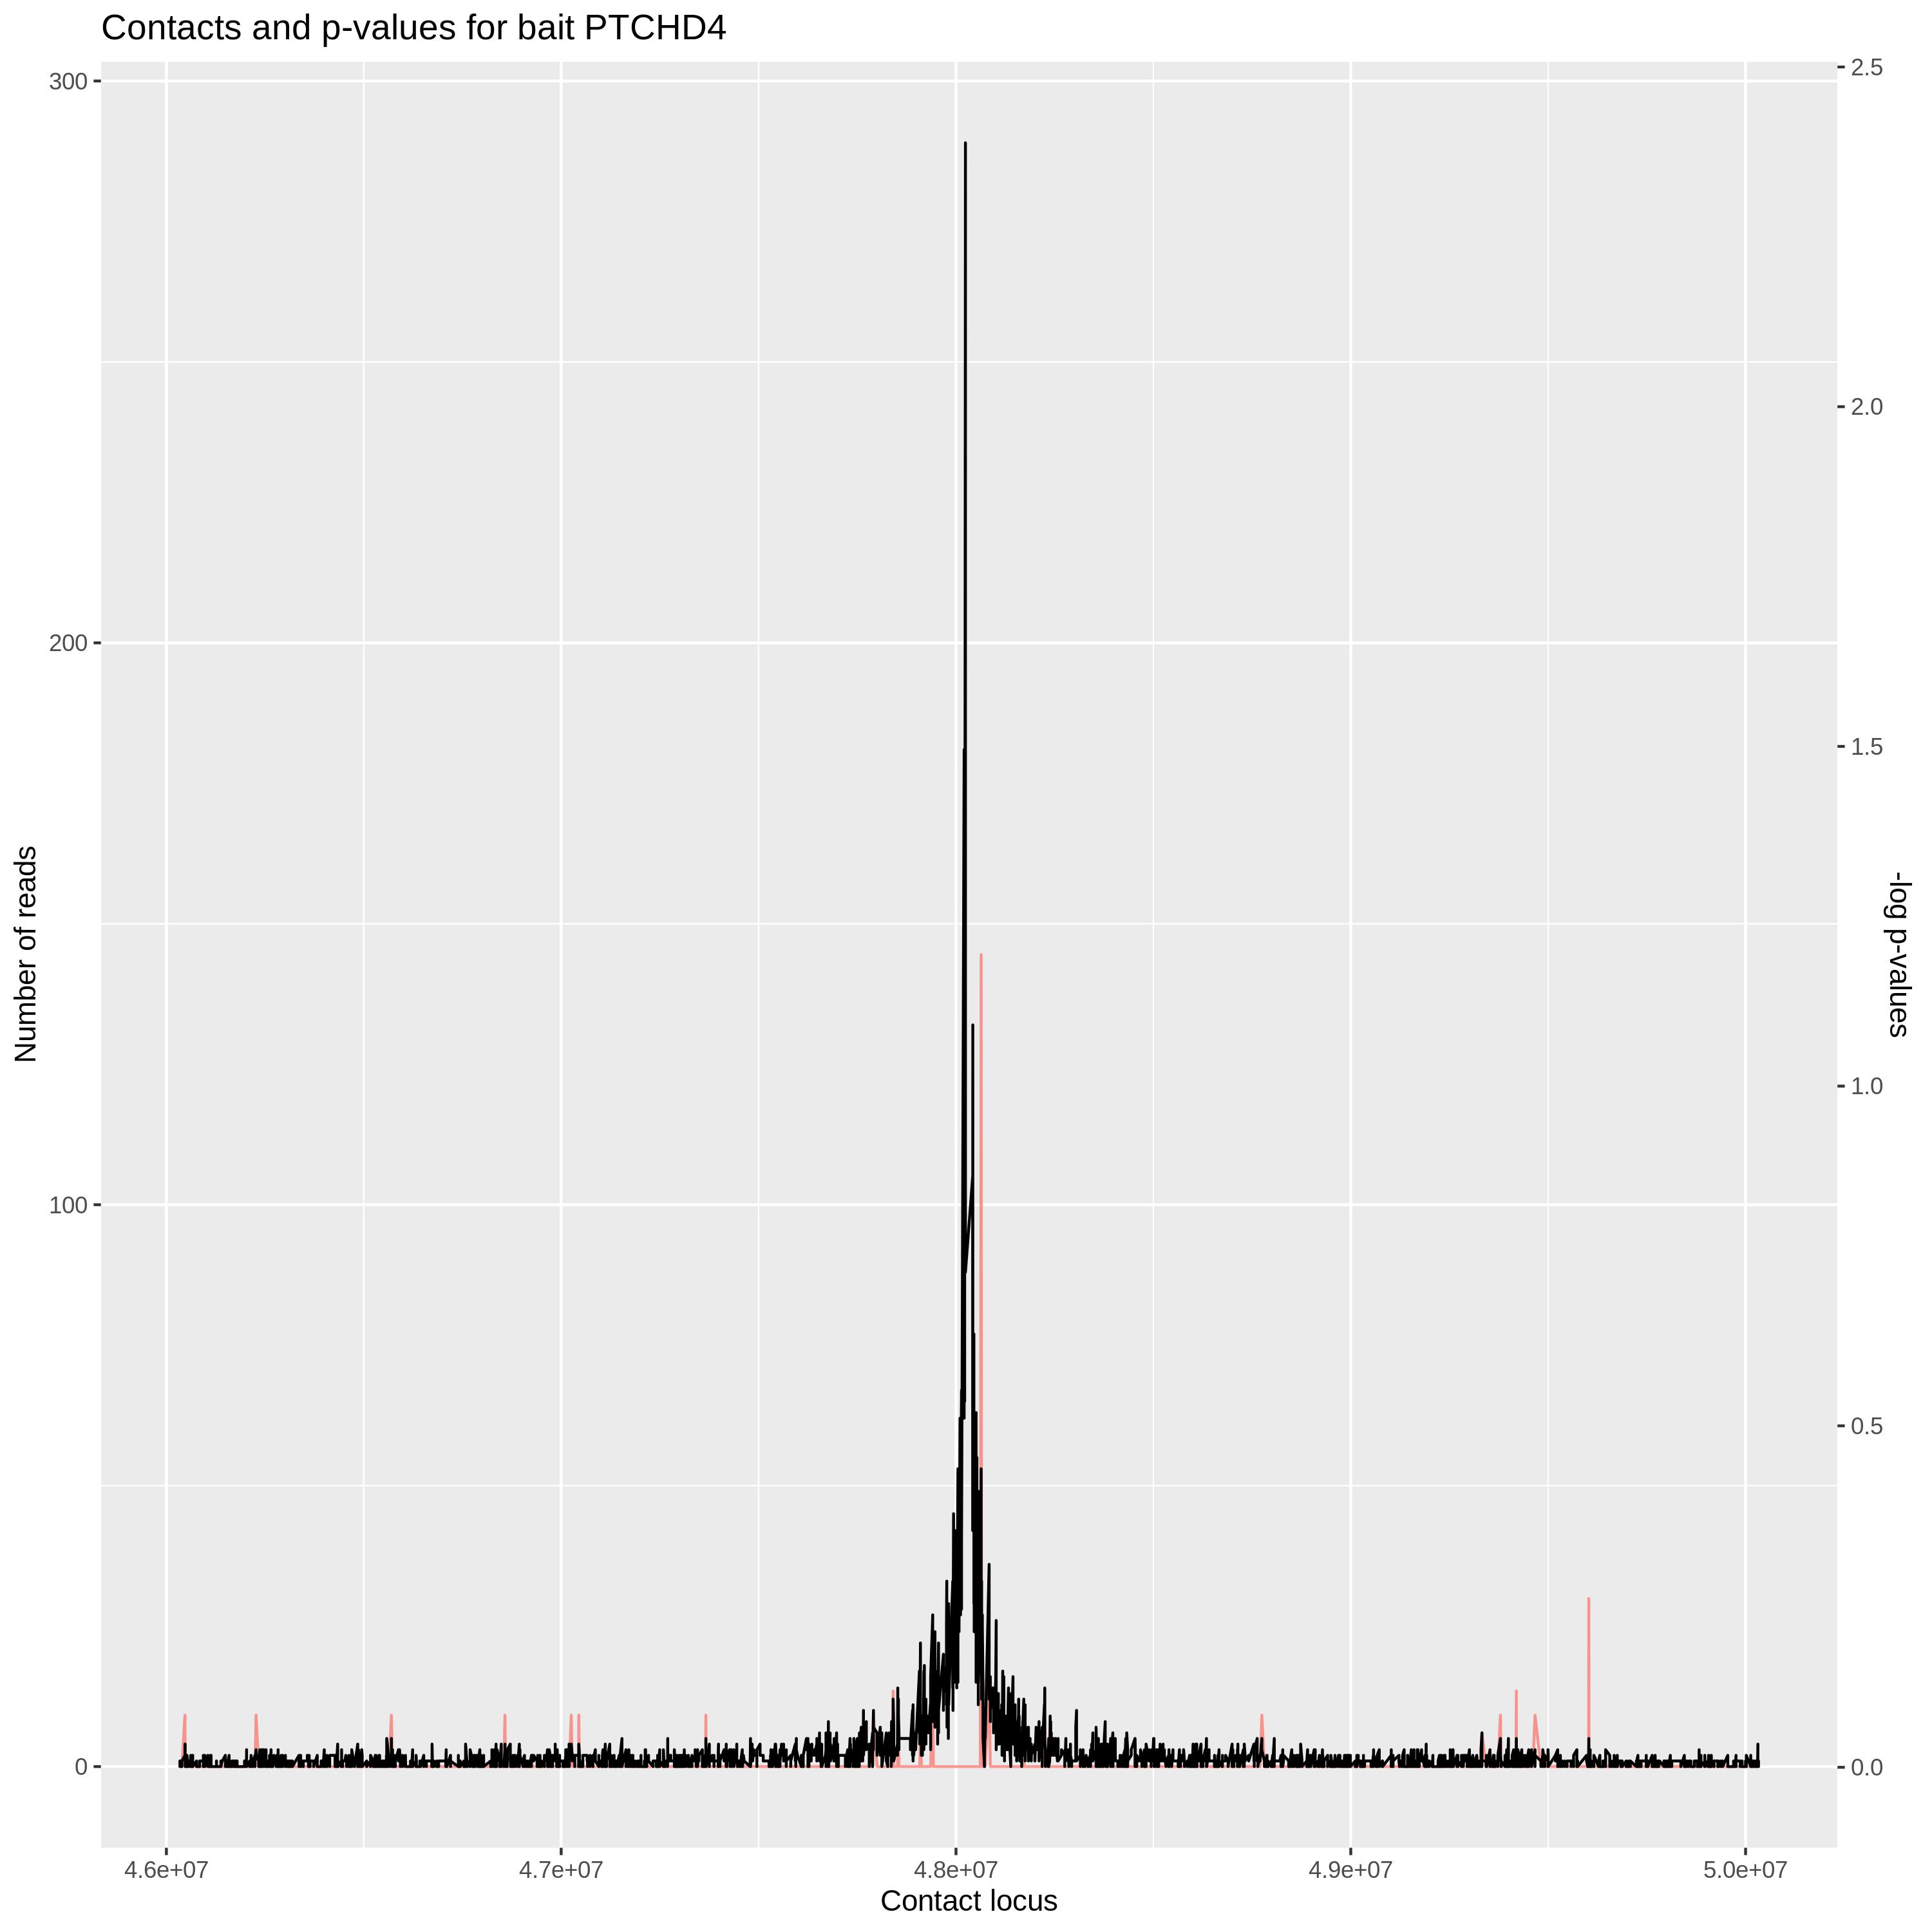 Contacts and p-values for bait PTCHD4
300
200
100
0
Number of reads
2.5
2.0
1.5
1.0
0.5
0.0
-log p-values
4.6e+07 4.7e+07 4.8e+07 4.9e+07 5.0e+07
Contact locus